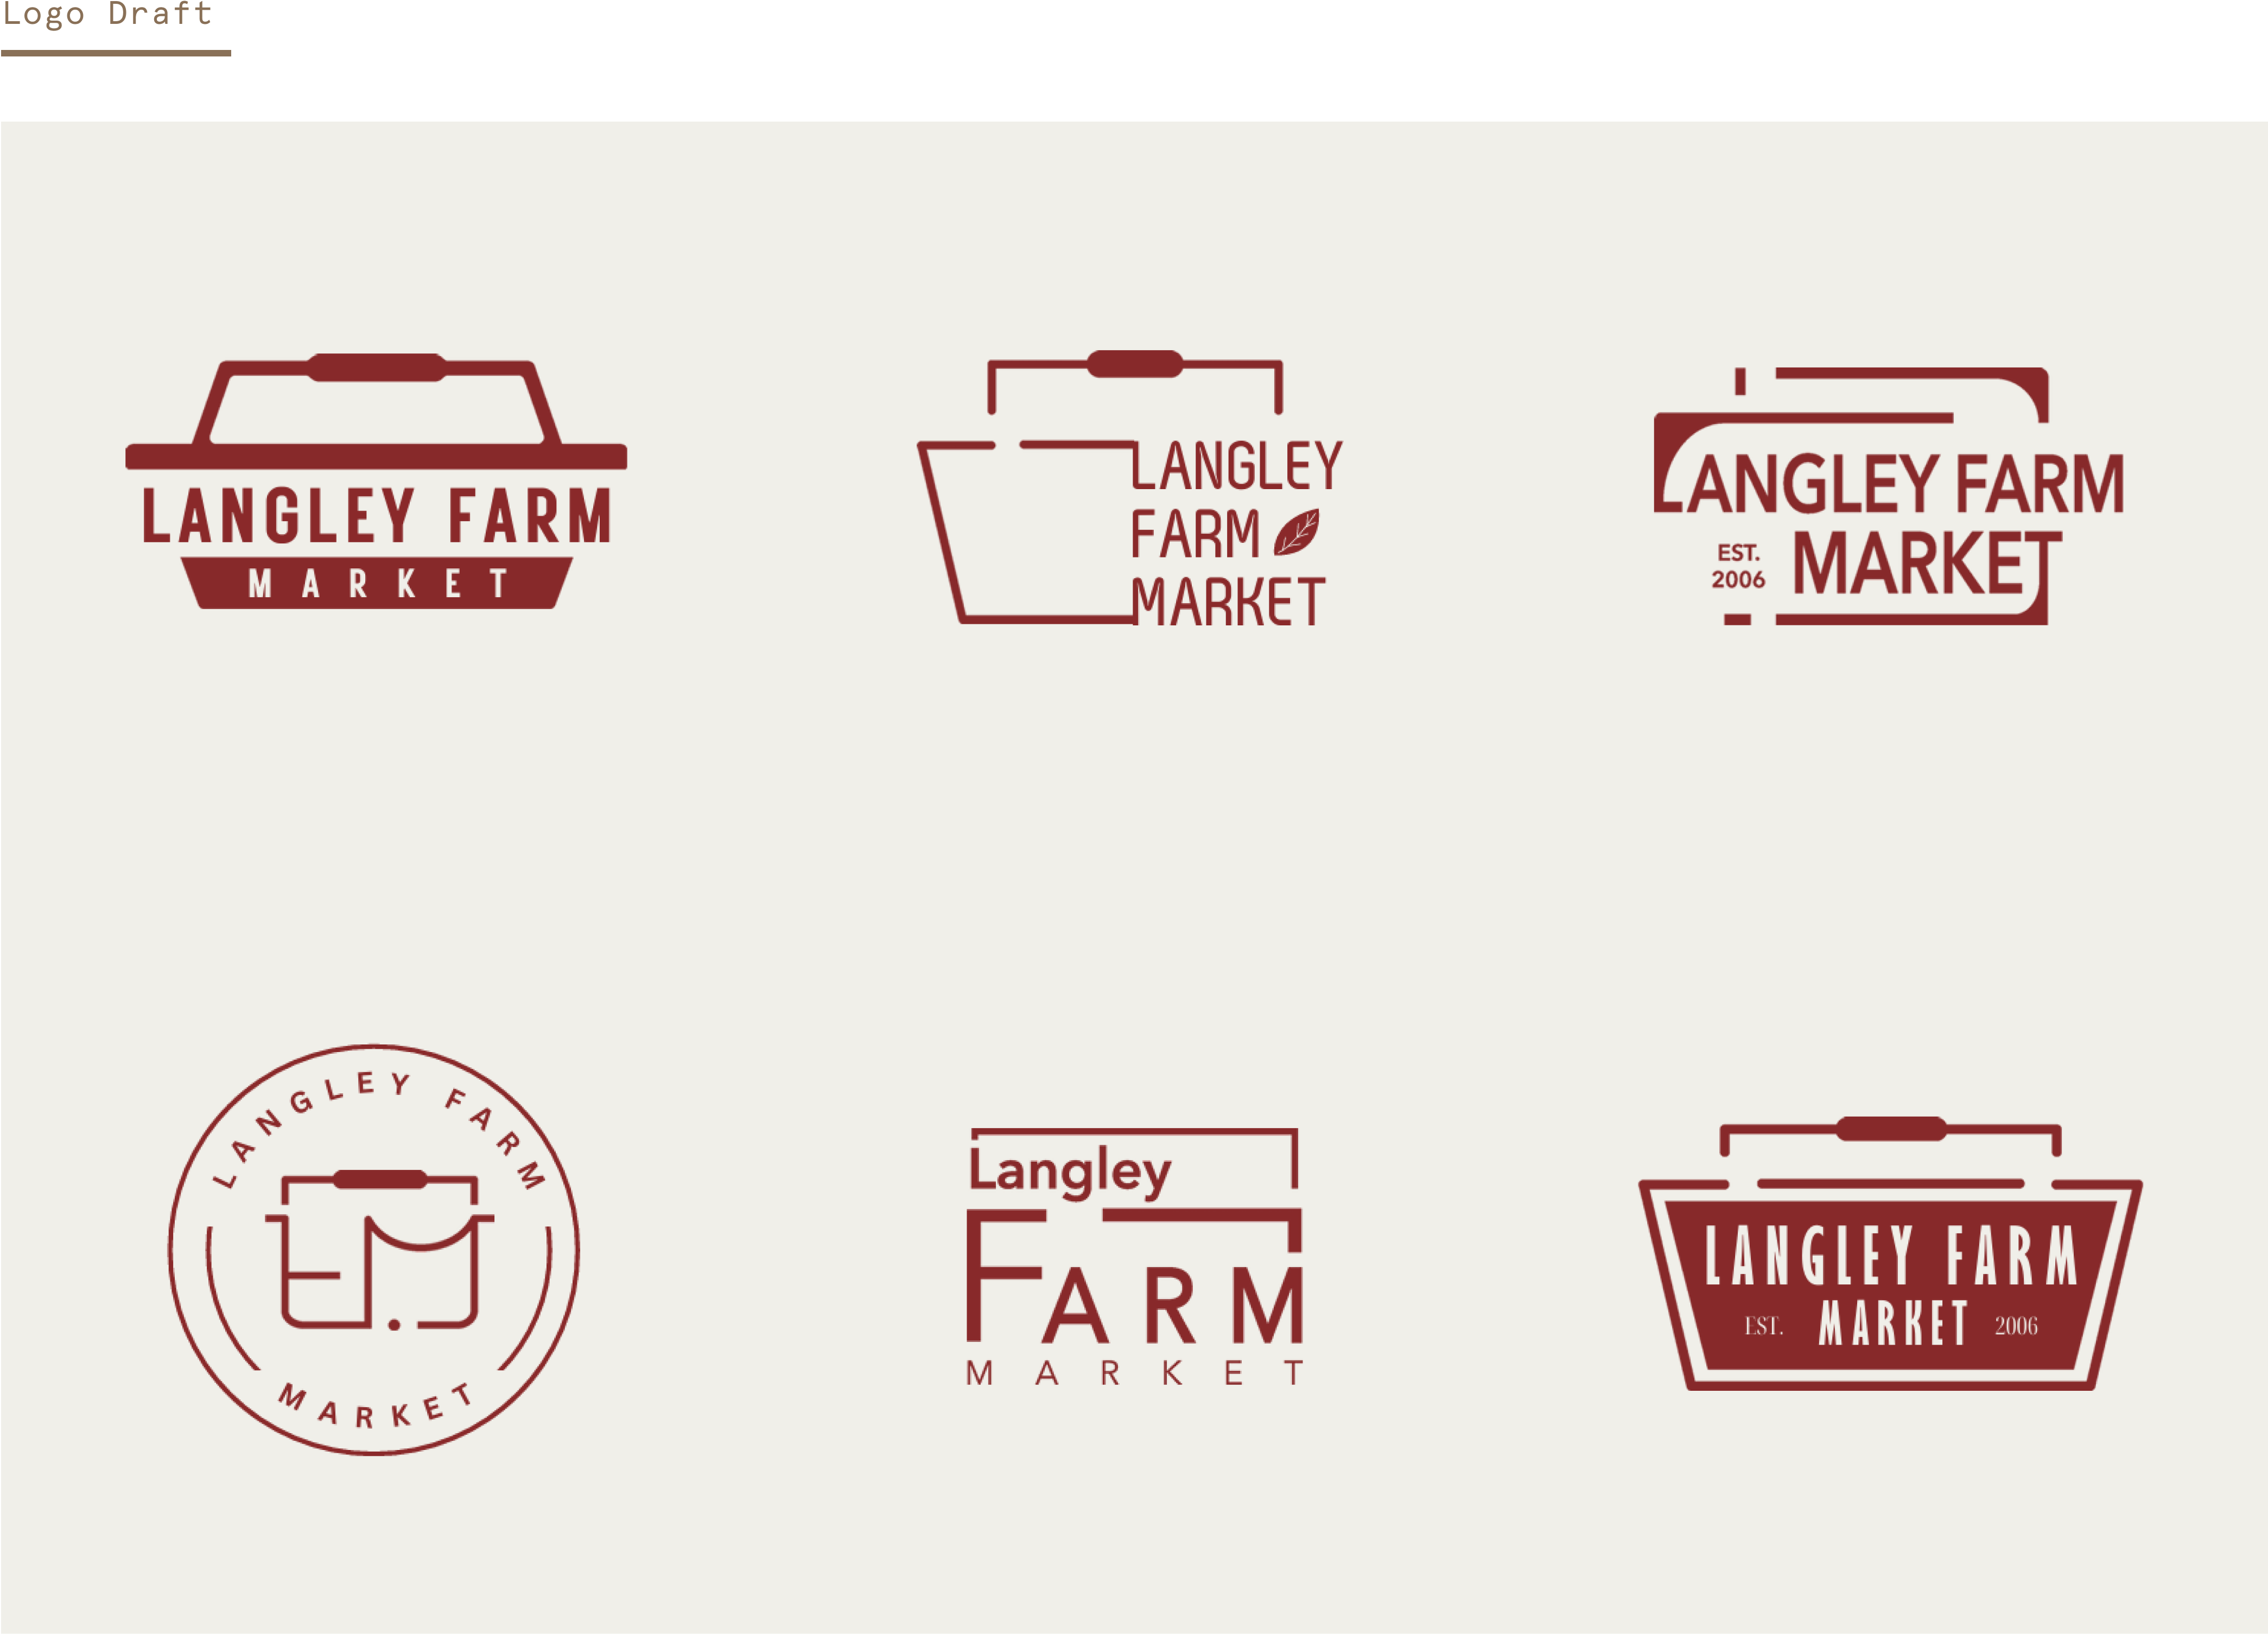 Logo Draft
LANGLEY FARM
MARKET
LANGLEY
FARM
MARKET
LANGLEY FARM
MARKET
EST.
2006
LANGLEY FARM
MARKET
Langley
FARM
MARKET
LANGLEY FARM
EST. MARKET 2006